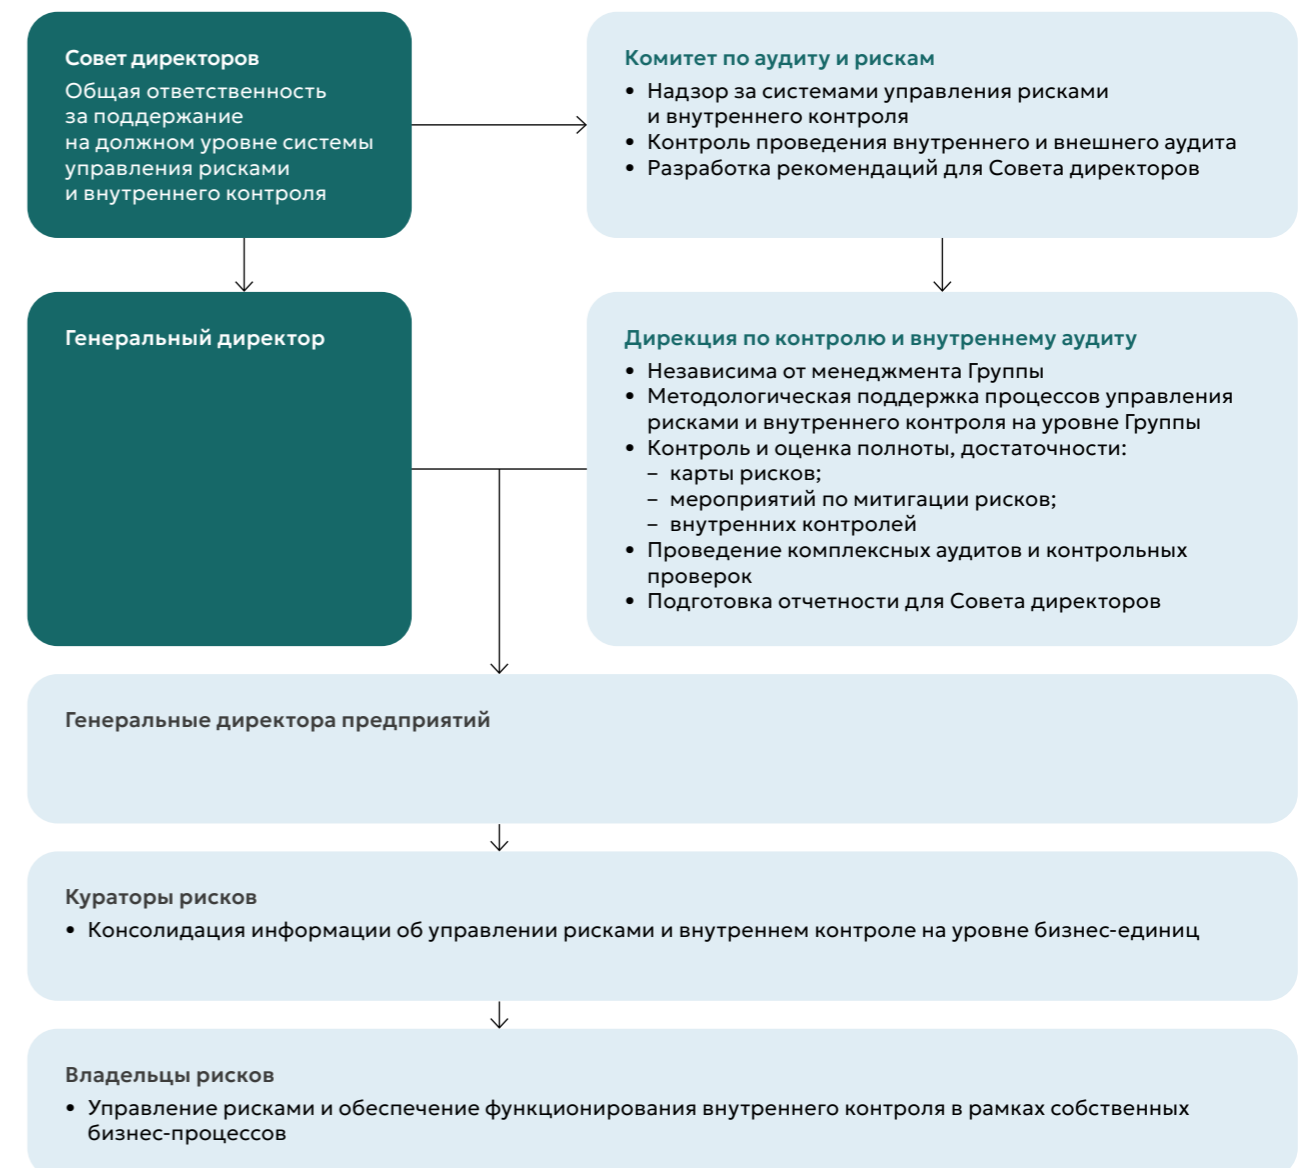 Совет директоров
Общая ответственность
за поддержание
на должном уровне системы
управления рисками
и внутреннего контроля
Комитет по аудиту и рискам
• Надзор за системами управления рисками
и внутреннего контроля
• Контроль проведения внутреннего и внешнего аудита
• Разработка рекомендаций для Совета директоров
Генеральный директор
Дирекция по контролю и внутреннему аудиту
• Независима от менеджмента Группы
• Методологическая поддержка процессов управления
рисками и внутреннего контроля на уровне Группы
• Контроль и оценка полноты, достаточности:
– карты рисков;
– мероприятий по митигации рисков;
– внутренних контролей
• Проведение комплексных аудитов и контрольных
проверок
• Подготовка отчетности для Совета директоров
Генеральные директора предприятий
Кураторы рисков
• Консолидация информации об управлении рисками и внутреннем контроле на уровне бизнес-единиц
Владельцы рисков
• Управление рисками и обеспечение функционирования внутреннего контроля в рамках собственных
бизнес-процессов